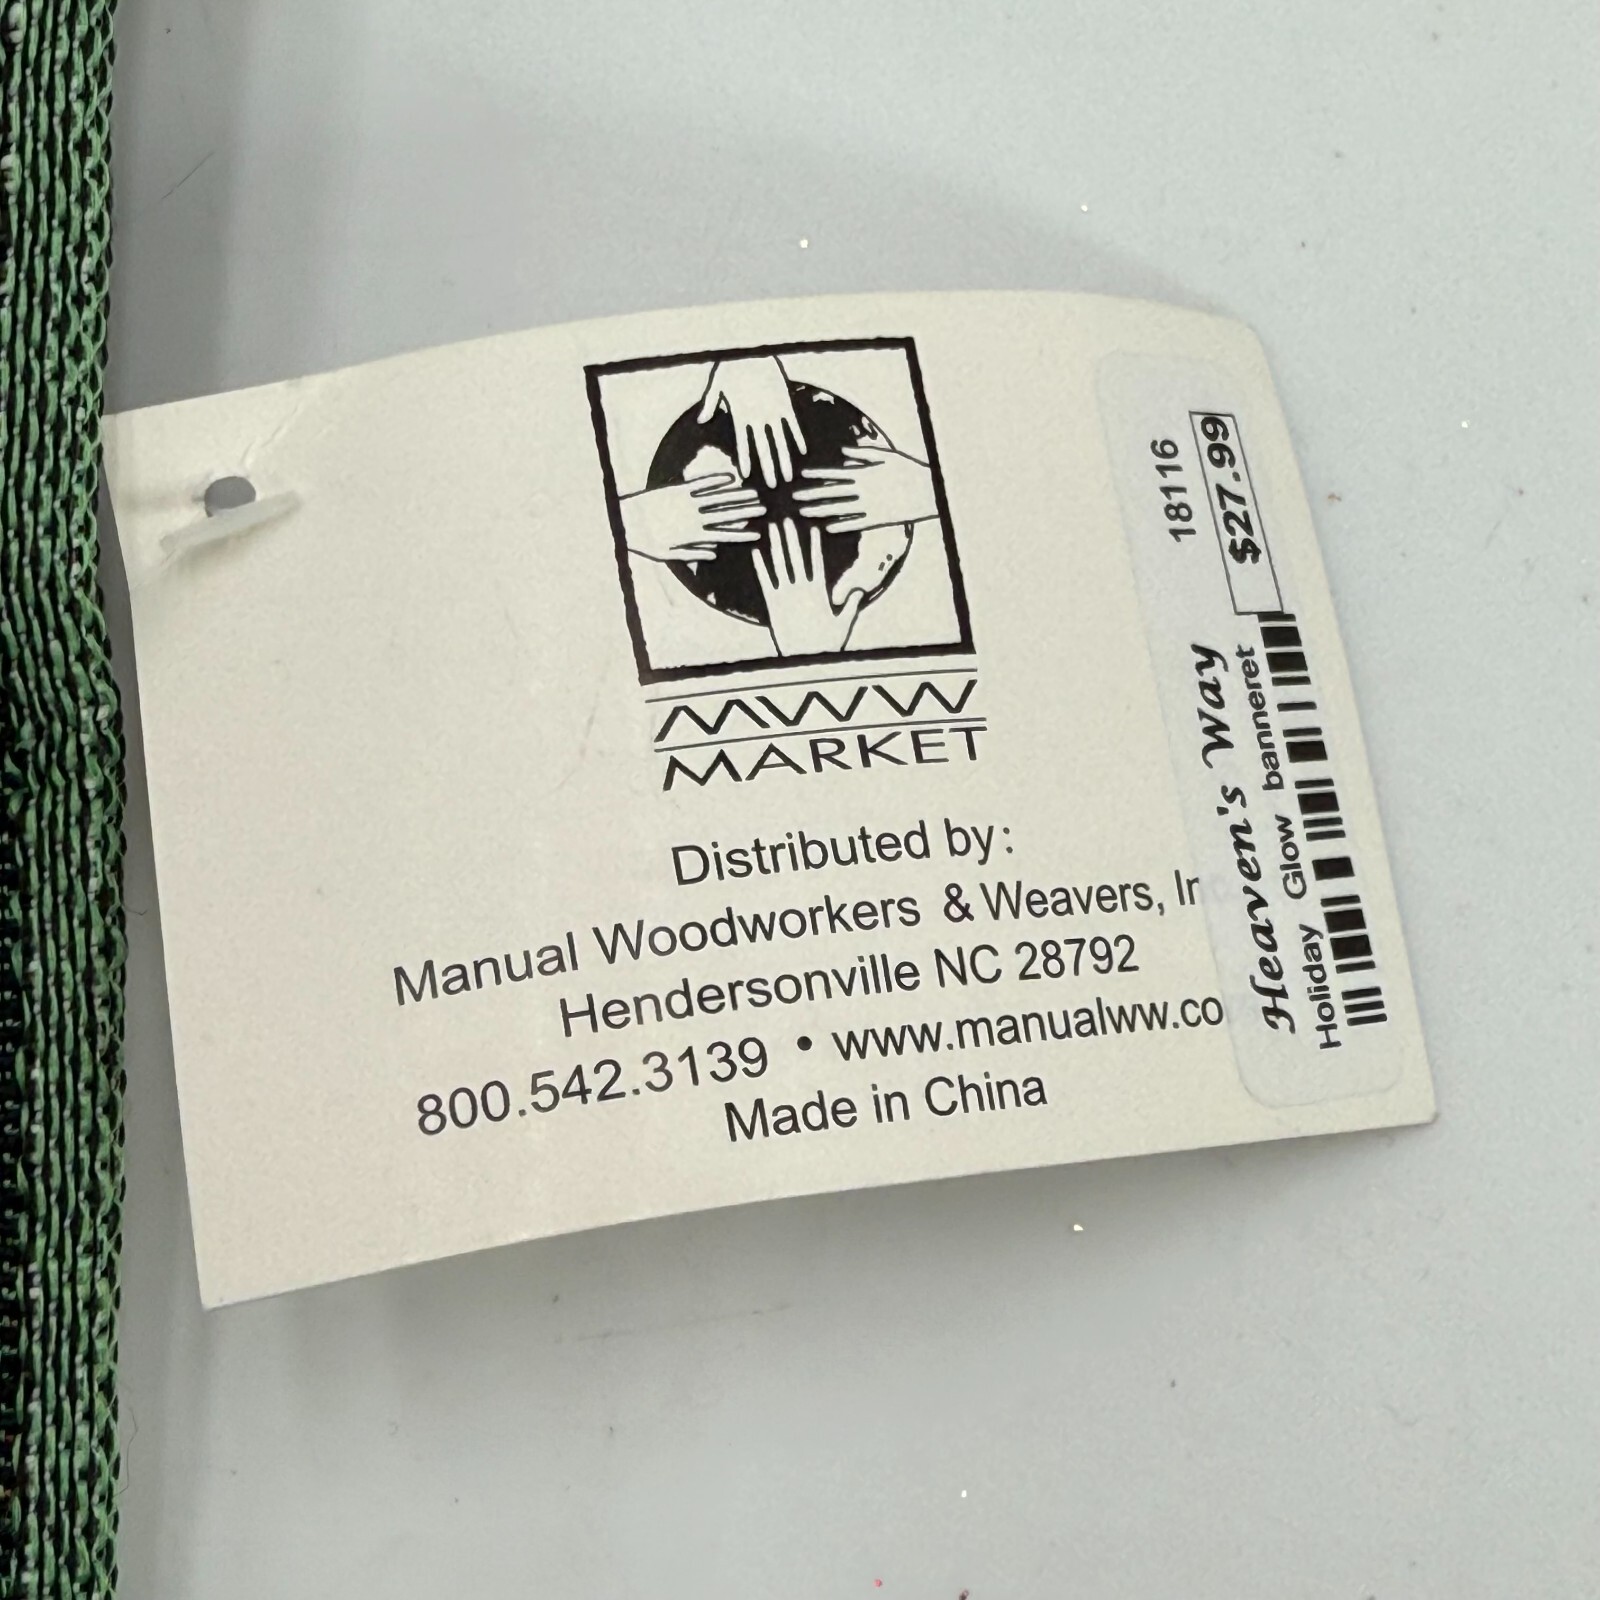 MWW
MARKET
Distributed by:
Manual Woodworkers & Weavers, In
Hendersonville NC 28792
800.542.3139 • www.manualww.co
Made in China
18116
$27.99
Heaven's Way
Holiday Glow banneret